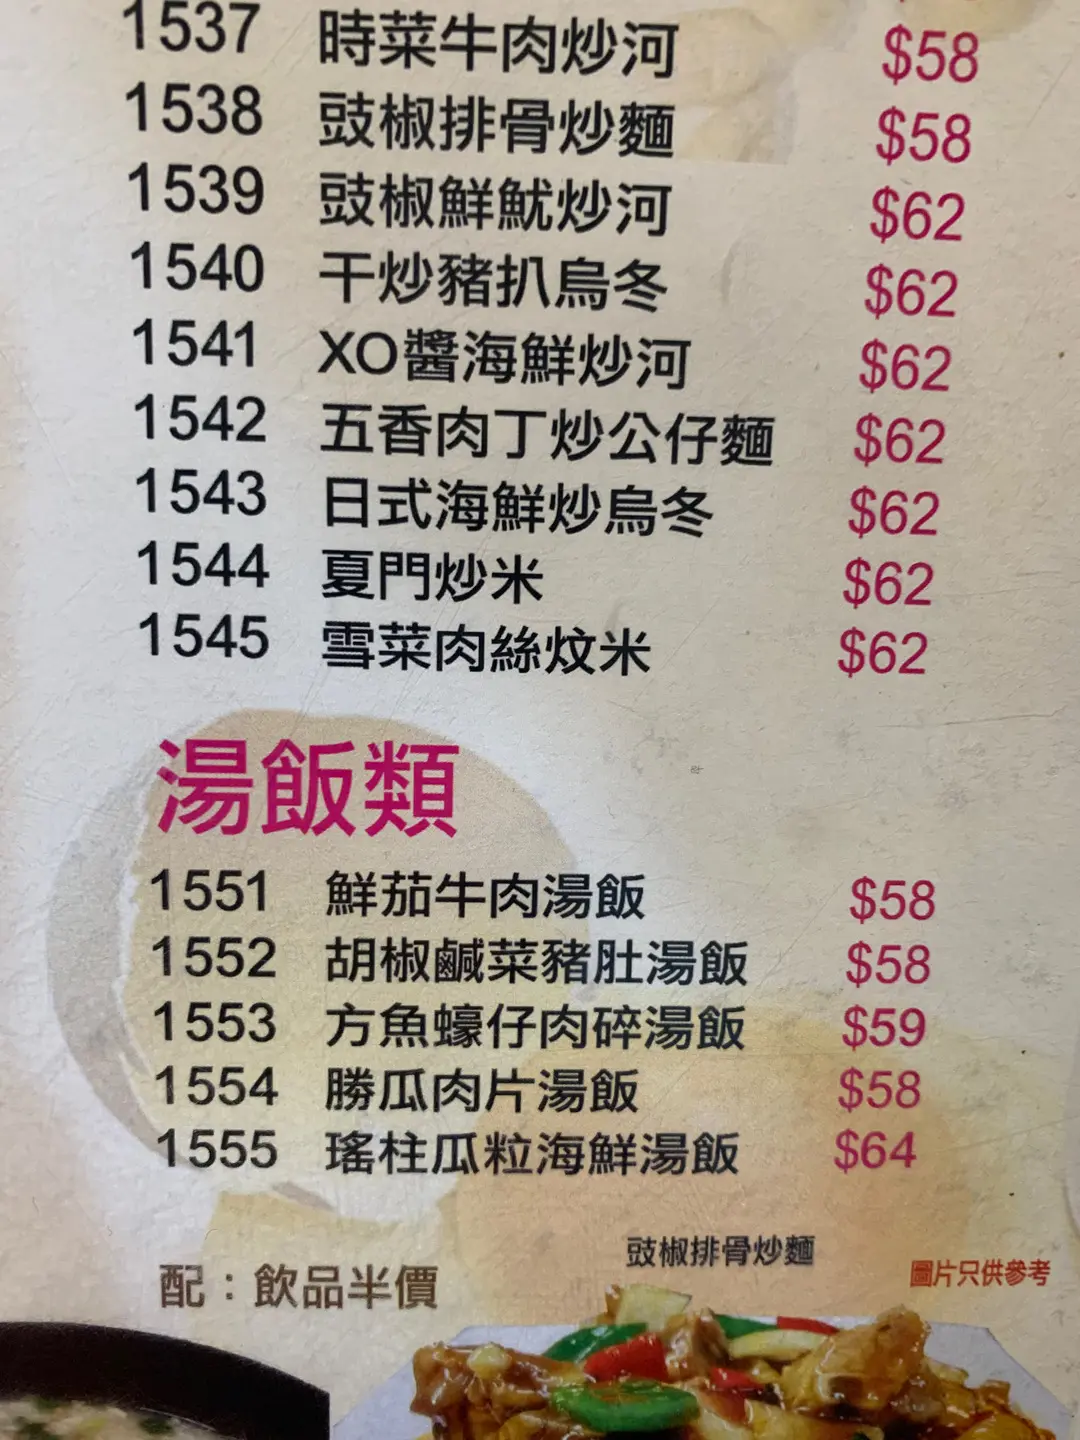 1537 時菜牛肉炒河 $58
1538 豉椒排骨炒麵 $58
1539 豉椒鮮魷炒河 $62
1540 干炒豬扒烏冬 $62
1541 XO醬海鮮炒河 $62
1542 五香肉丁炒公仔麵 $62
1543 日式海鮮炒烏冬 $62
1544 夏門炒米 $62
1545 雪菜肉絲炆米 $62
湯飯類
1551 鮮茄牛肉湯飯 $58
1552 胡椒鹹菜豬肚湯飯 $58
1553 方魚蠔仔肉碎湯飯 $59
1554 勝瓜肉片湯飯 $58
1555 瑤柱瓜粒海鮮湯飯 $64
豉椒排骨炒麵
圖片只供參考
配：飲品半價